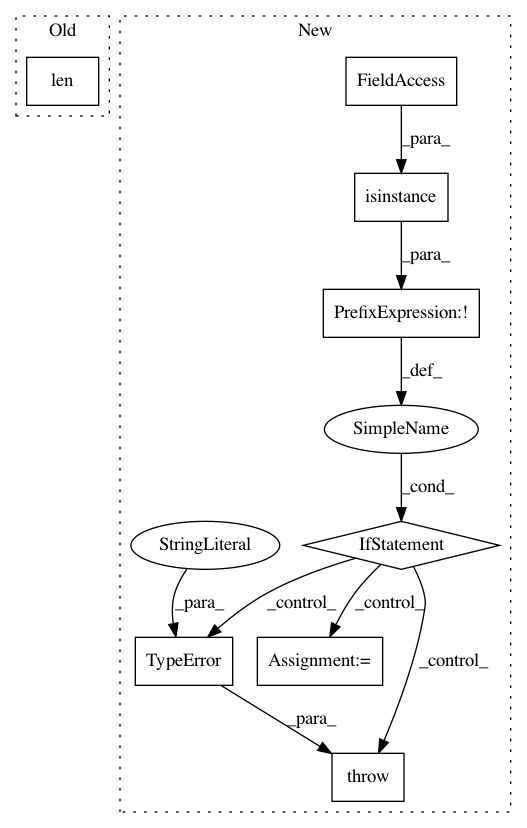 Old
New
len
FieldAccess
_para_
isinstance
_para_
PrefixExpression:!
_def_
SimpleName
_cond_
StringLiteral
IfStatement
_para_
_control_
_control_
TypeError
Assignment:=
_control_
_para_
throw